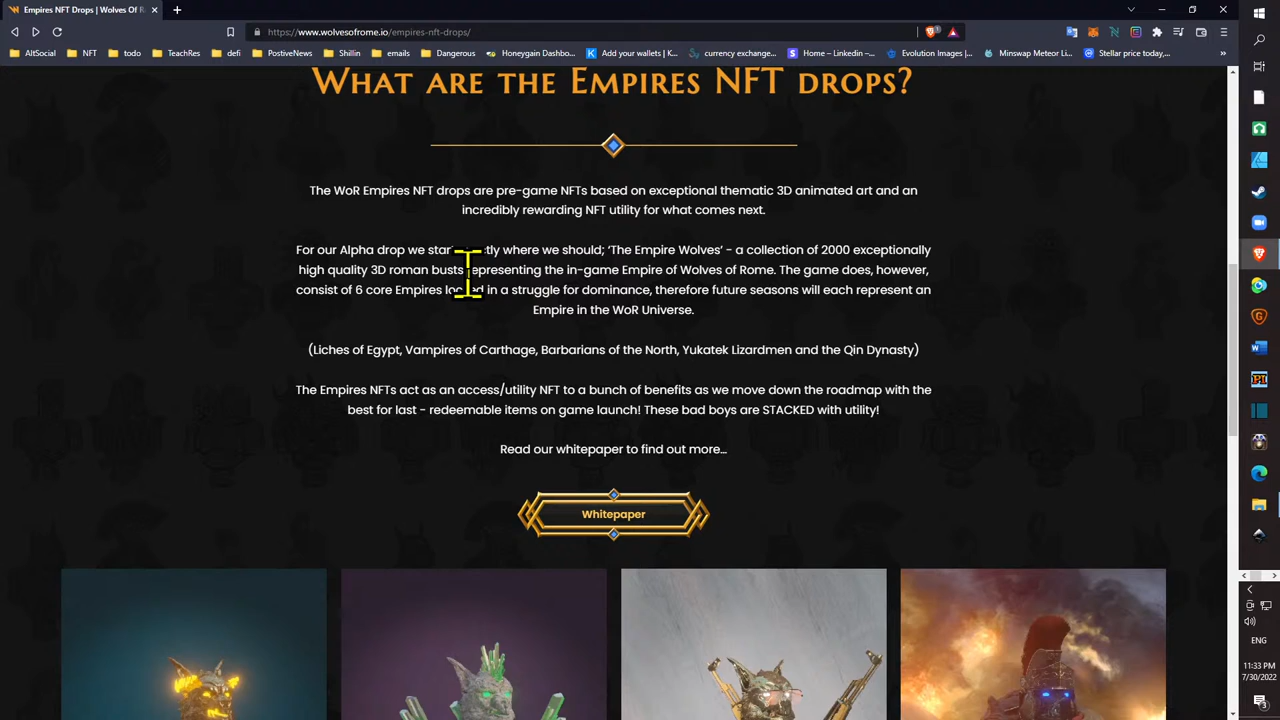 Empires NFT Drops | Wolves Of R
https://www.wolvesofrome.io/empires-nft-drops/
AltSocial NFT todo TeachRes defi PostiveNews Shillin emails Dangerous Honeygain Dashbo... Add your wallets | K... currency exchange... Home – Linkedin –... Evolution Images |... Minswap Meteor Li... Stellar price today,...
What are the Empires NFT drops?
The WoR Empires NFT drops are pre-game NFTs based on exceptional thematic 3D animated art and an
incredibly rewarding NFT utility for what comes next.
For our Alpha drop we where we should; ‘The Empire Wolves’ - a collection of 2000 exceptionally
high quality 3D roman busts representing the in-game Empire of Wolves of Rome. The game does, however,
consist of 6 core Empires in a struggle for dominance, therefore future seasons will each represent an
Empire in the WoR Universe.
(Liches of Egypt, Vampires of Carthage, Barbarians of the North, Yukatek Lizardmen and the Qin Dynasty)
The Empires NFTs act as an access/utility NFT to a bunch of benefits as we move down the roadmap with the
best for last - redeemable items on game launch! These bad boys are STACKED with utility!
Read our whitepaper to find out more...
Whitepaper
ENG
11:33 PM
7/30/2022